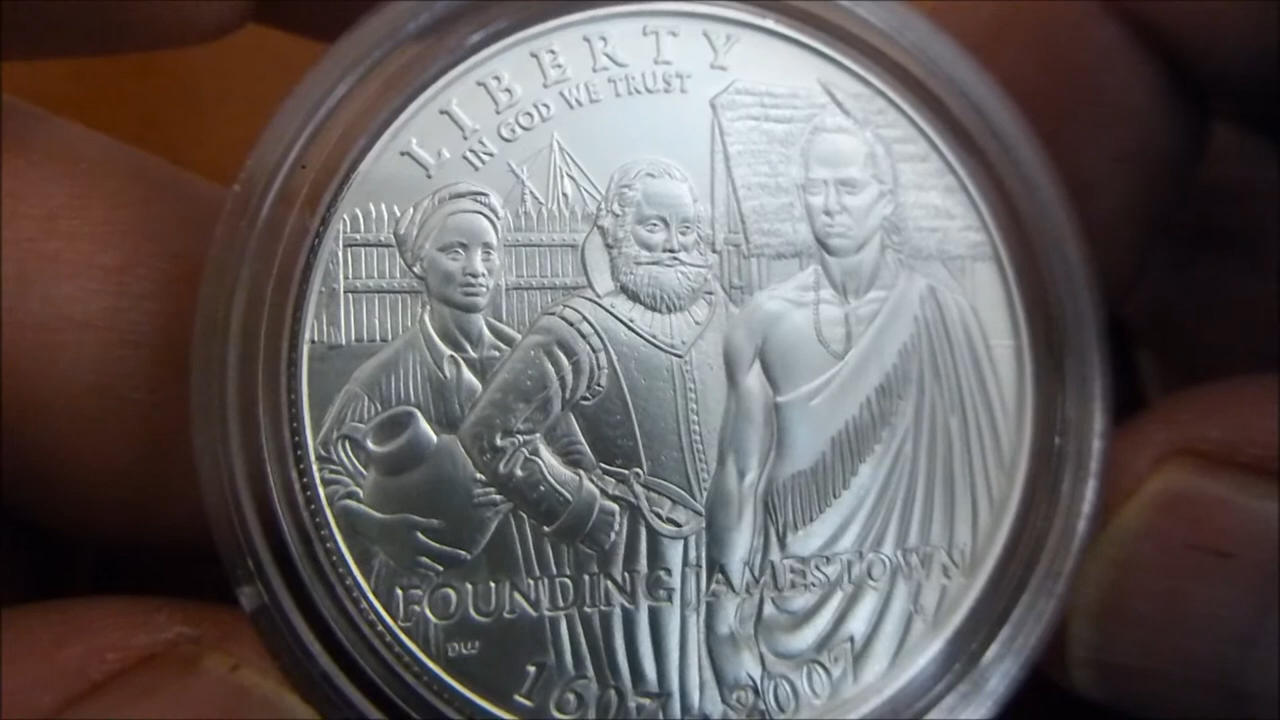 LIBERTY
IN GOD WE TRUST
FOUNDING JAMESTOWN
DW
1607 2007